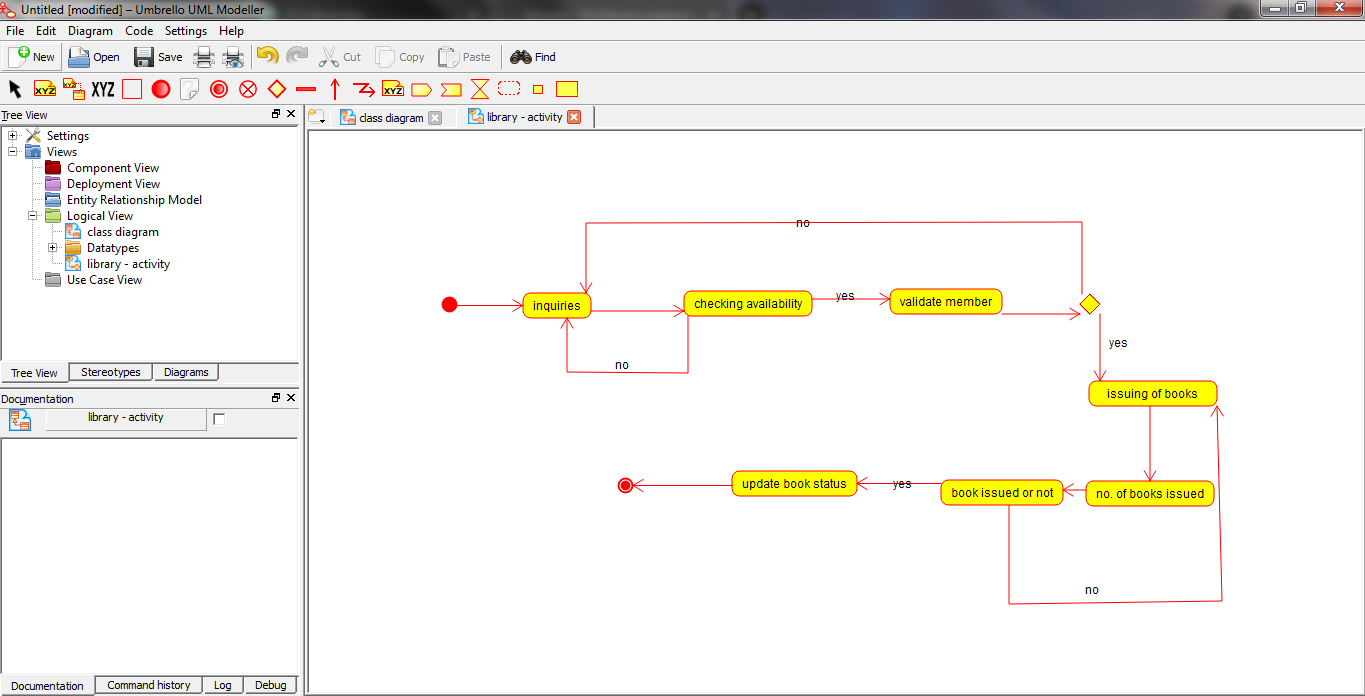 Untitled [modified] – Umbrello UML Modeller
File Edit Diagram Code Settings Help
New Open Save Cut Copy Paste Find
XYZ XYZ XYZ XYZ
Tree View
class diagram library - activity
Settings
Views
Component View
Deployment View
Entity Relationship Model
Logical View
class diagram
Datatypes
library - activity
Use Case View
Tree View Stereotypes Diagrams
Documentation
library - activity
Documentation Command history Log Debug
no
inquiries
checking availability
yes
validate member
no
yes
issuing of books
update book status
yes
book issued or not
no. of books issued
no